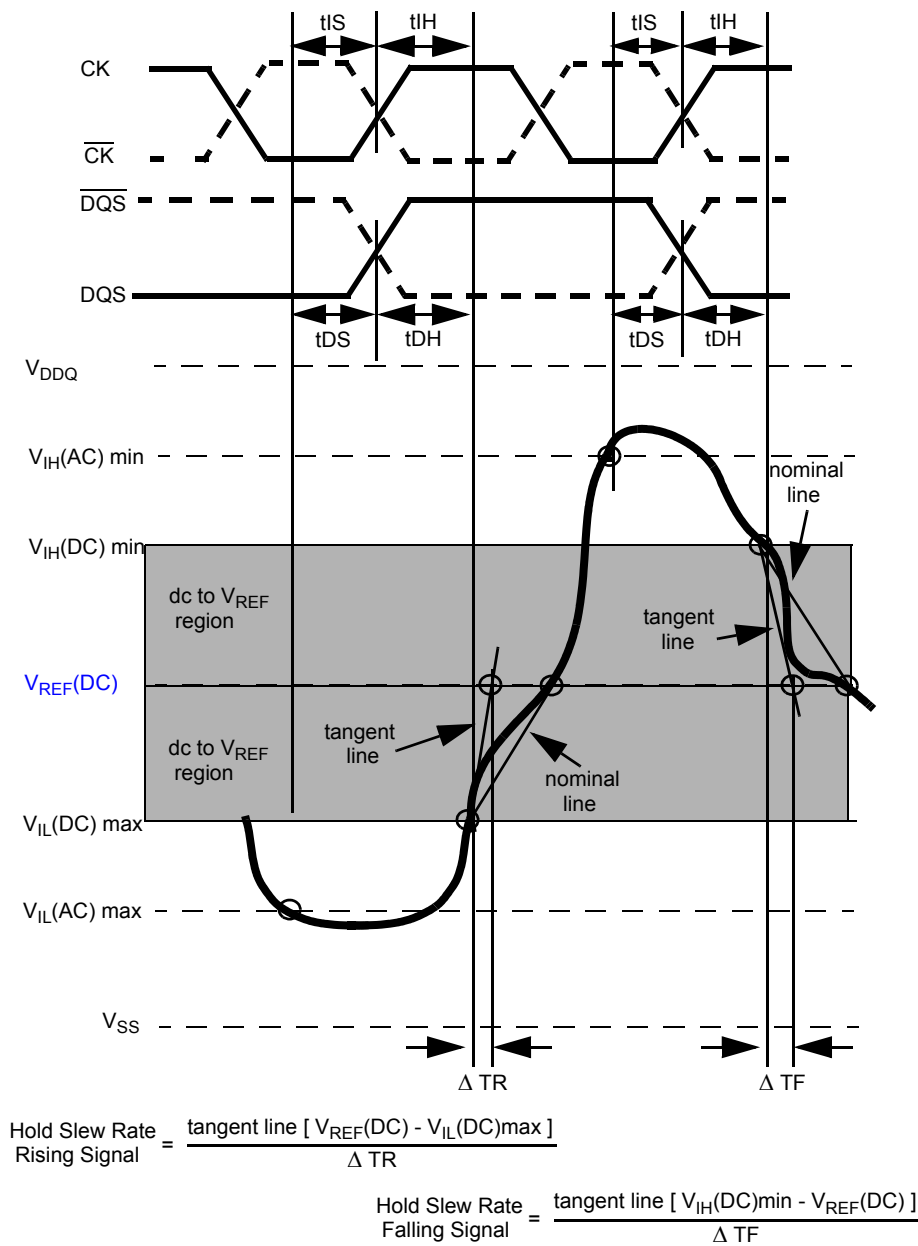 tIS tIH tIS tIH
CK
CK
DQS
DQS
tDS tDH tDS tDH
VDDQ
VIH(AC) min
nominal
line
VIH(DC) min
dc to VREF
region
tangent
line
VREF(DC)
tangent
line
dc to VREF
region
nominal
line
VIL(DC) max
VIL(AC) max
VSS
Δ TR Δ TF
Hold Slew Rate
Rising Signal
=
tangent line [ VREF(DC) - VIL(DC)max ]
Δ TR
Hold Slew Rate
Falling Signal
=
tangent line [ VIH(DC)min - VREF(DC) ]
Δ TF